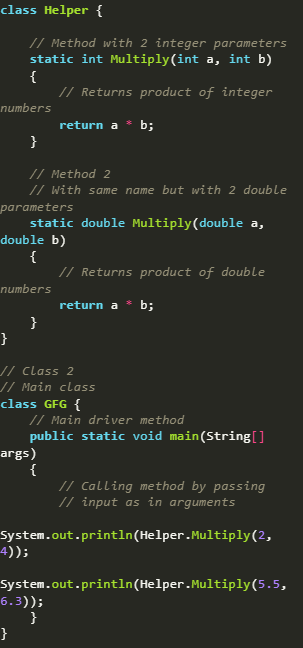 class Helper {
// Method with 2 integer parameters
static int Multiply(int a, int b)
{
// Returns product of integer
numbers
return a * b;
}
// Method 2
// With same name but with 2 double
parameters
static double Multiply(double a,
double b)
{
// Returns product of double
numbers
return a * b;
}
}
// Class 2
// Main class
class GFG {
// Main driver method
public static void main(String[]
args)
{
// Calling method by passing
// input as in arguments
System.out.println(Helper.Multiply(2,
4));
System.out.println(Helper.Multiply(5.5,
6.3));
}
}